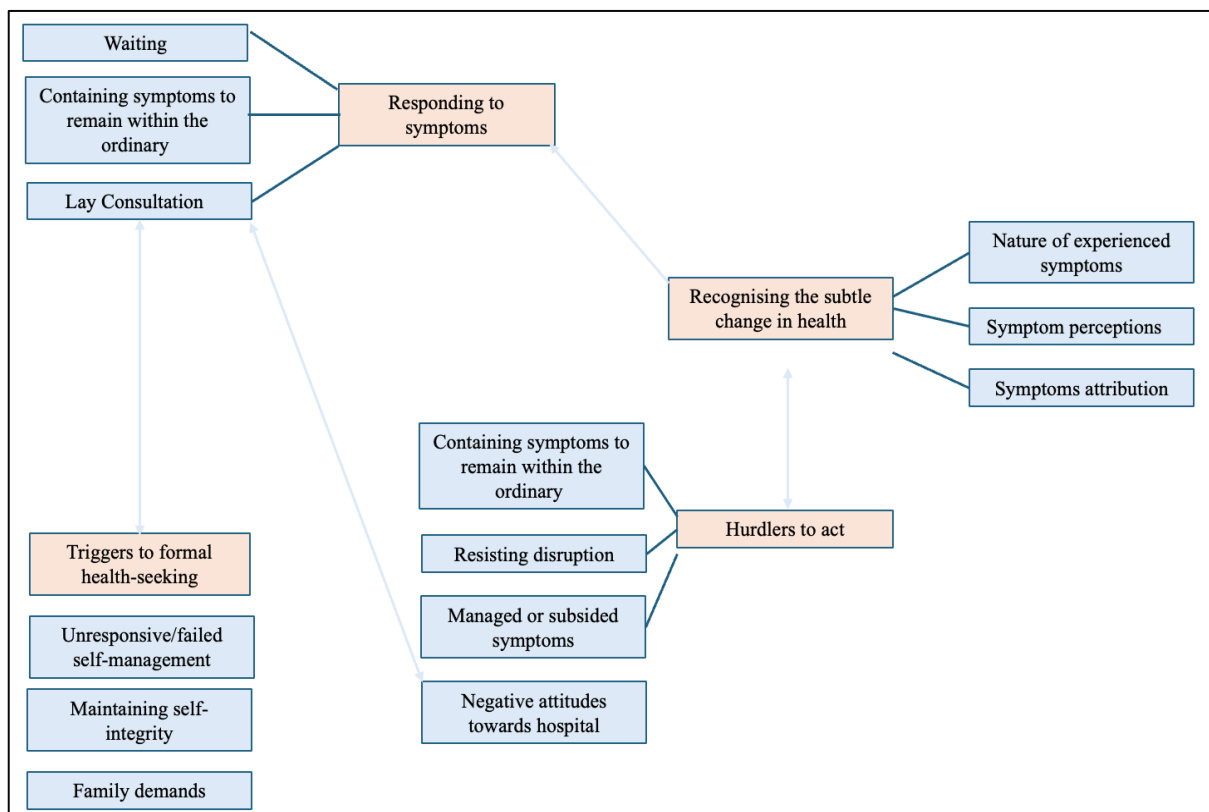 Waiting
Containing symptoms to
remain within the
ordinary
Lay Consultation
Responding to
symptoms
Nature of experienced
symptoms
Recognising the subtle
change in health
Symptom perceptions
Symptoms attribution
Containing symptoms to
remain within the
ordinary
Hurdlers to act
Resisting disruption
Managed or subsided
symptoms
Negative attitudes
towards hospital
Triggers to formal
health-seeking
Unresponsive/failed
self-management
Maintaining self-
integrity
Family demands